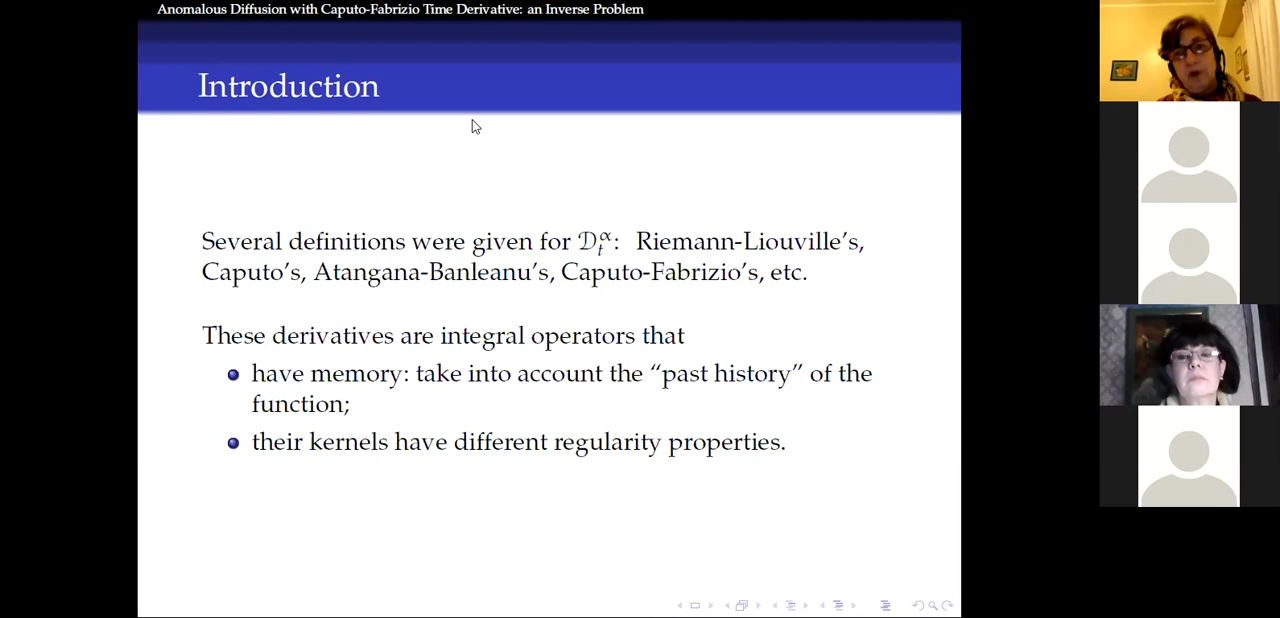 Anomalous Diffusion with Caputo-Fabrizio Time Derivative: an Inverse Problem
Introduction
Several definitions were given for 𝒟ₜᵅ: Riemann-Liouville’s,
Caputo’s, Atangana-Banleanu’s, Caputo-Fabrizio’s, etc.
These derivatives are integral operators that
have memory: take into account the “past history” of the
function;
their kernels have different regularity properties.